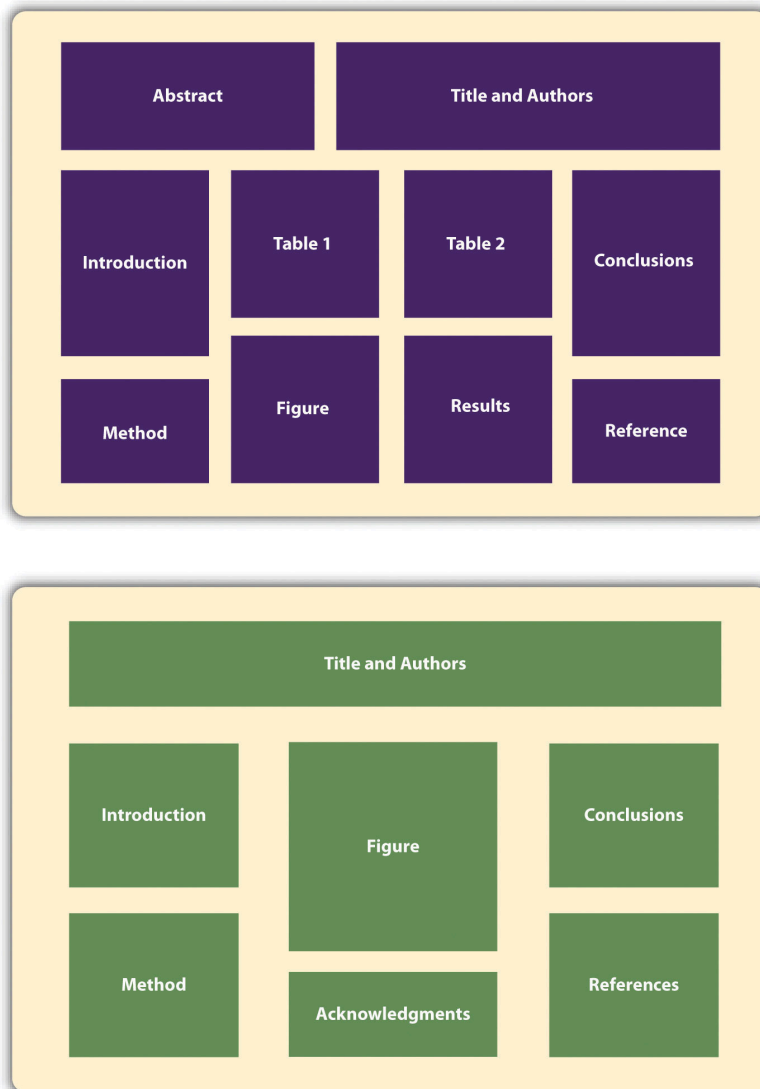 Abstract
Title and Authors
Introduction
Table 1
Table 2
Conclusions
Method
Figure
Results
Reference
Title and Authors
Introduction
Figure
Conclusions
Method
Acknowledgments
References